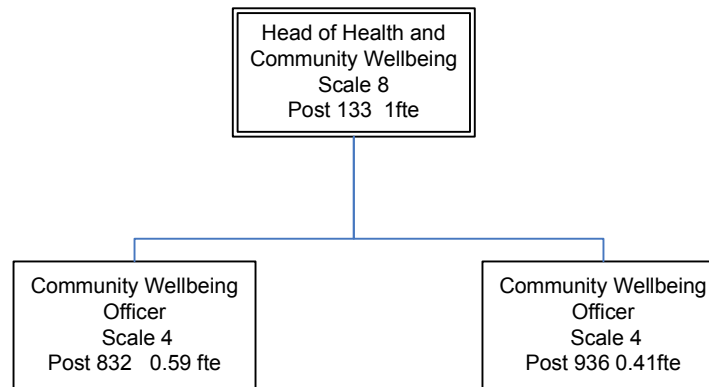 Head of Health and
Community Wellbeing
Scale 8
Post 133  1fte
Community Wellbeing
Officer
Scale 4
Post 832   0.59 fte
Community Wellbeing
Officer
Scale 4
Post 936 0.41fte